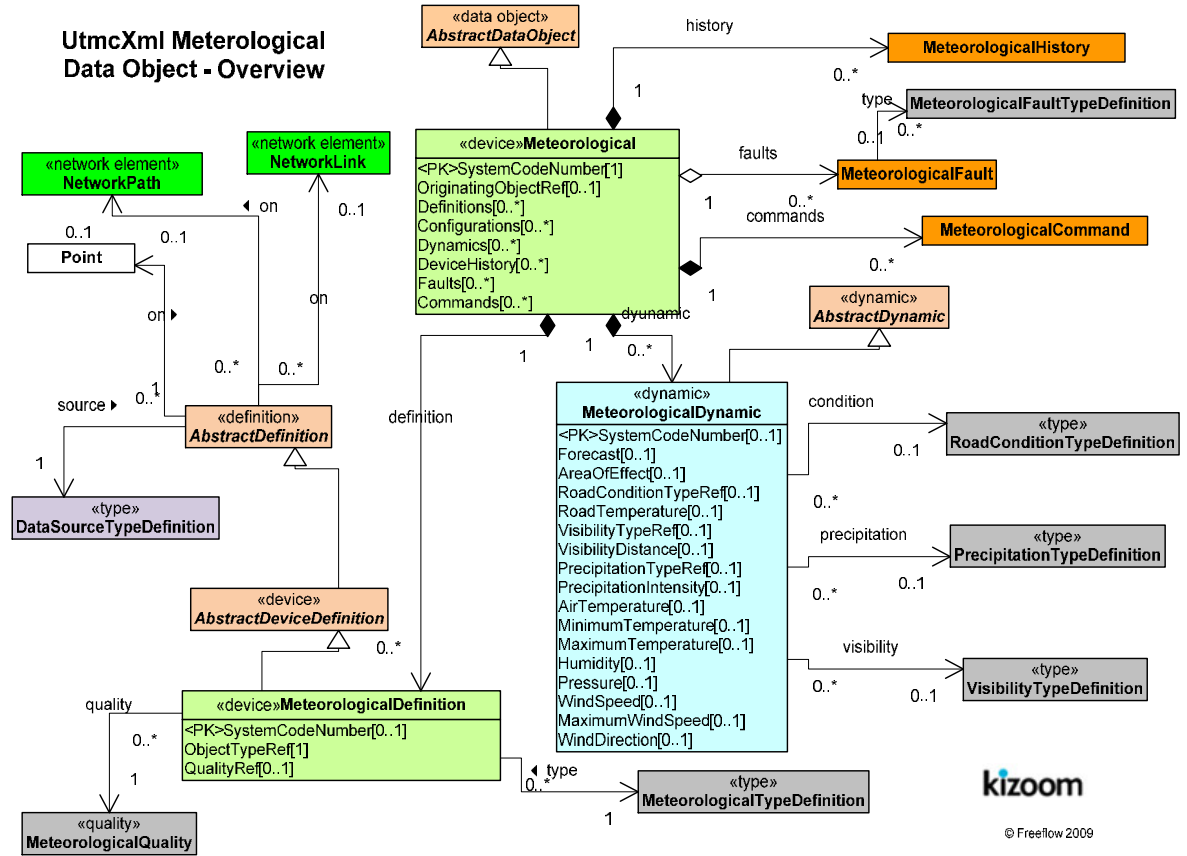 UtmcXml Meterological
Data Object - Overview
«data object»
AbstractDataObject
history
MeteorologicalHistory
0..*
1
type
MeteorologicalFaultTypeDefinition
0..1
0..*
«network element»
NetworkPath
«network element»
NetworkLink
«device»Meteorological
<PK>SystemCodeNumber[1]
OriginatingObjectRef[0..1]
Definitions[0..*]
Configurations[0..*]
Dynamics[0..*]
DeviceHistory[0..*]
Faults[0..*]
Commands[0..*]
faults
MeteorologicalFault
1
0..*
commands
MeteorologicalCommand
0..*
1
on
0..1
0..1
0..1
Point
on
on
0..*
0..*
1
0..*
source
1
«definition»
AbstractDefinition
«type»
DataSourceTypeDefinition
1
definition
1
dyunamic
0..*
«dynamic»
AbstractDynamic
«dynamic»
MeteorologicalDynamic
<PK>SystemCodeNumber[0..1]
Forecast[0..1]
AreaOfEffect[0..1]
RoadConditionTypeRef[0..1]
RoadTemperature[0..1]
VisibilityTypeRef[0..1]
VisibilityDistance[0..1]
PrecipitationTypeRef[0..1]
PrecipitationIntensity[0..1]
AirTemperature[0..1]
MinimumTemperature[0..1]
MaximumTemperature[0..1]
Humidity[0..1]
Pressure[0..1]
WindSpeed[0..1]
MaximumWindSpeed[0..1]
WindDirection[0..1]
condition
0..1
0..*
«type»
RoadConditionTypeDefinition
precipitation
0..1
0..*
«type»
PrecipitationTypeDefinition
visibility
0..*
0..1
«type»
VisibilityTypeDefinition
«device»
AbstractDeviceDefinition
0..*
«device»MeteorologicalDefinition
<PK>SystemCodeNumber[0..1]
ObjectTypeRef[1]
QualityRef[0..1]
quality
0..*
1
«quality»
MeteorologicalQuality
type
0..*
1
«type»
MeteorologicalTypeDefinition
kizoom
© Freeflow 2009